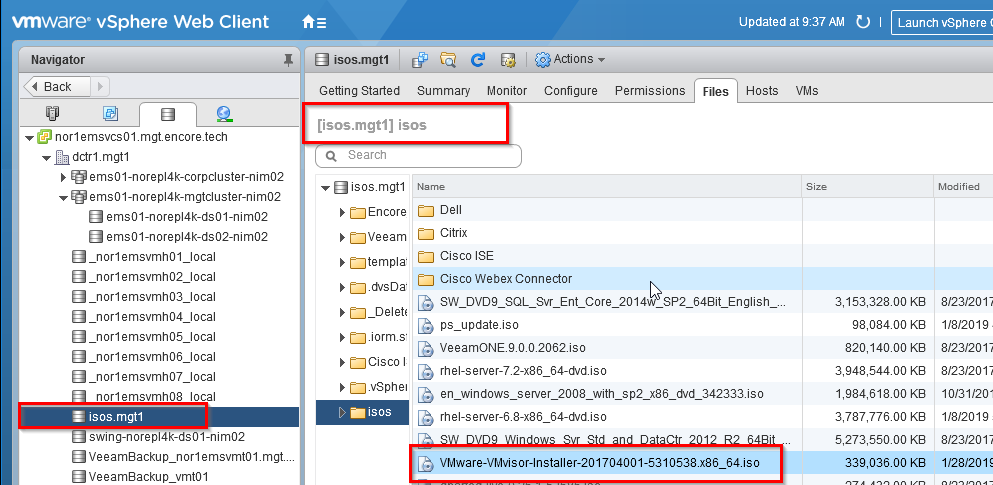 vmware® vSphere Web Client
Updated at 9:37 AM
Launch vSphere C
Navigator
Back
nor1emsvcs01.mgt.encore.tech
dctr1.mgt1
ems01-norepl4k-corpcluster-nim02
ems01-norepl4k-mgtcluster-nim02
ems01-norepl4k-ds01-nim02
ems01-norepl4k-ds02-nim02
_nor1emsvmh01_local
_nor1emsvmh02_local
_nor1emsvmh03_local
_nor1emsvmh04_local
_nor1emsvmh05_local
_nor1emsvmh06_local
_nor1emsvmh07_local
_nor1emsvmh08_local
isos.mgt1
swing-norepl4k-ds01-nim02
VeeamBackup_nor1emsvmt01.mgt....
VeeamBackup_vmt01
isos.mgt1
Actions
Getting Started Summary Monitor Configure Permissions Files Hosts VMs
[isos.mgt1] isos
Search
isos.mgt1
Encore
Veeam
templat
.dvsDat
_Delete
.iorm.sf
Cisco I
.vSpher
isos
Name Size Modified
Dell
Citrix
Cisco ISE
Cisco Webex Connector
SW_DVD9_SQL_Svr_Ent_Core_2014w_SP2_64Bit_English_... 3,153,328.00 KB 8/23/2017
ps_update.iso 98,084.00 KB 1/8/2019
VeeamONE.9.0.0.2062.iso 820,140.00 KB 8/23/2017
rhel-server-7.2-x86_64-dvd.iso 3,948,544.00 KB 8/23/2017
en_windows_server_2008_with_sp2_x86_dvd_342333.iso 1,984,618.00 KB 10/31/201
rhel-server-6.8-x86_64-dvd.iso 3,787,776.00 KB 1/8/2019
SW_DVD9_Windows_Svr_Std_and_DataCtr_2012_R2_64Bit_... 5,273,550.00 KB 8/23/2017
VMware-VMvisor-Installer-201704001-5310538.x86_64.iso 339,036.00 KB 1/28/2019